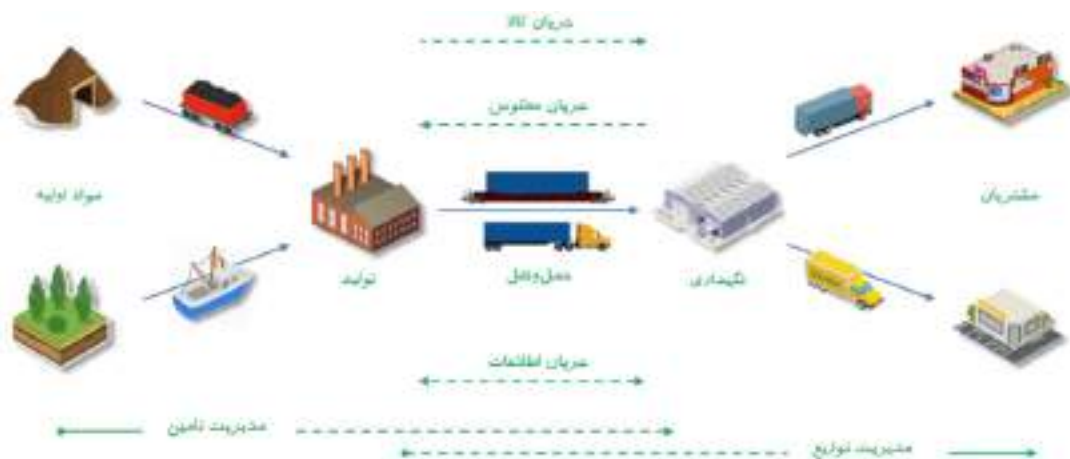 جریان کالا
جریان معکوس
مواد اولیه
مشتریان
تولید
حمل‌ونقل
نگهداری
جریان اطلاعات
مدیریت تامین
مدیریت توزیع